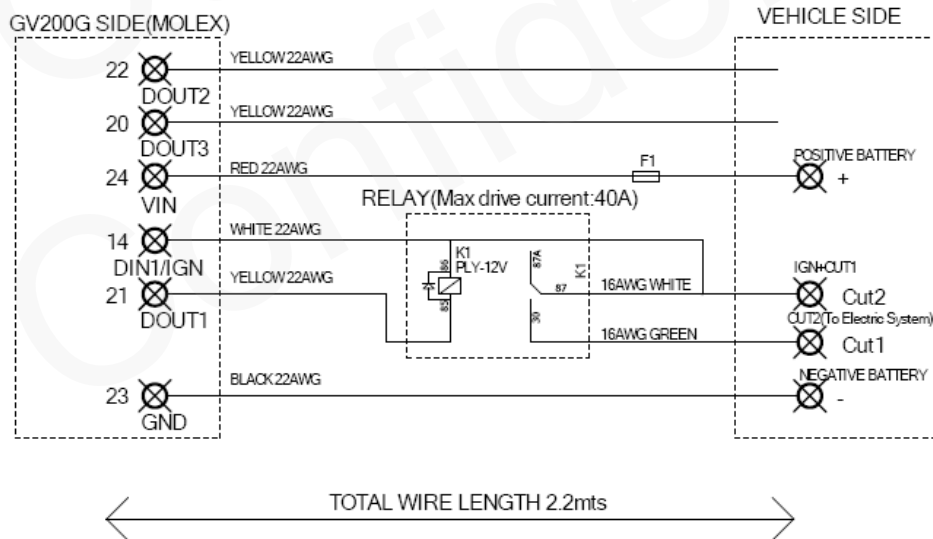 Confidential
GV200G SIDE(MOLEX)
VEHICLE SIDE
22
YELLOW 22AWG
DOUT2
20
YELLOW 22AWG
DOUT3
24
RED 22AWG
F1
POSITIVE BATTERY
+
VIN
RELAY(Max drive current:40A)
14
WHITE 22AWG
DIN1/IGN
86
K1
PLY-12V
85
87A
K1
87
30
16AWG WHITE
IGN+CUT1
Cut2
21
YELLOW 22AWG
DOUT1
CUT2(To Electric System)
16AWG GREEN
Cut1
23
BLACK 22AWG
NEGATIVE BATTERY
-
GND
TOTAL WIRE LENGTH 2.2mts